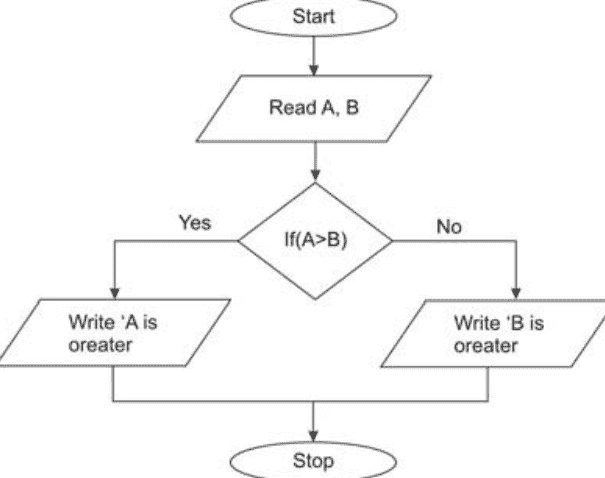 Start
Read A, B
If(A>B)
Yes
No
Write ‘A is
oreater
Write ‘B is
oreater
Stop